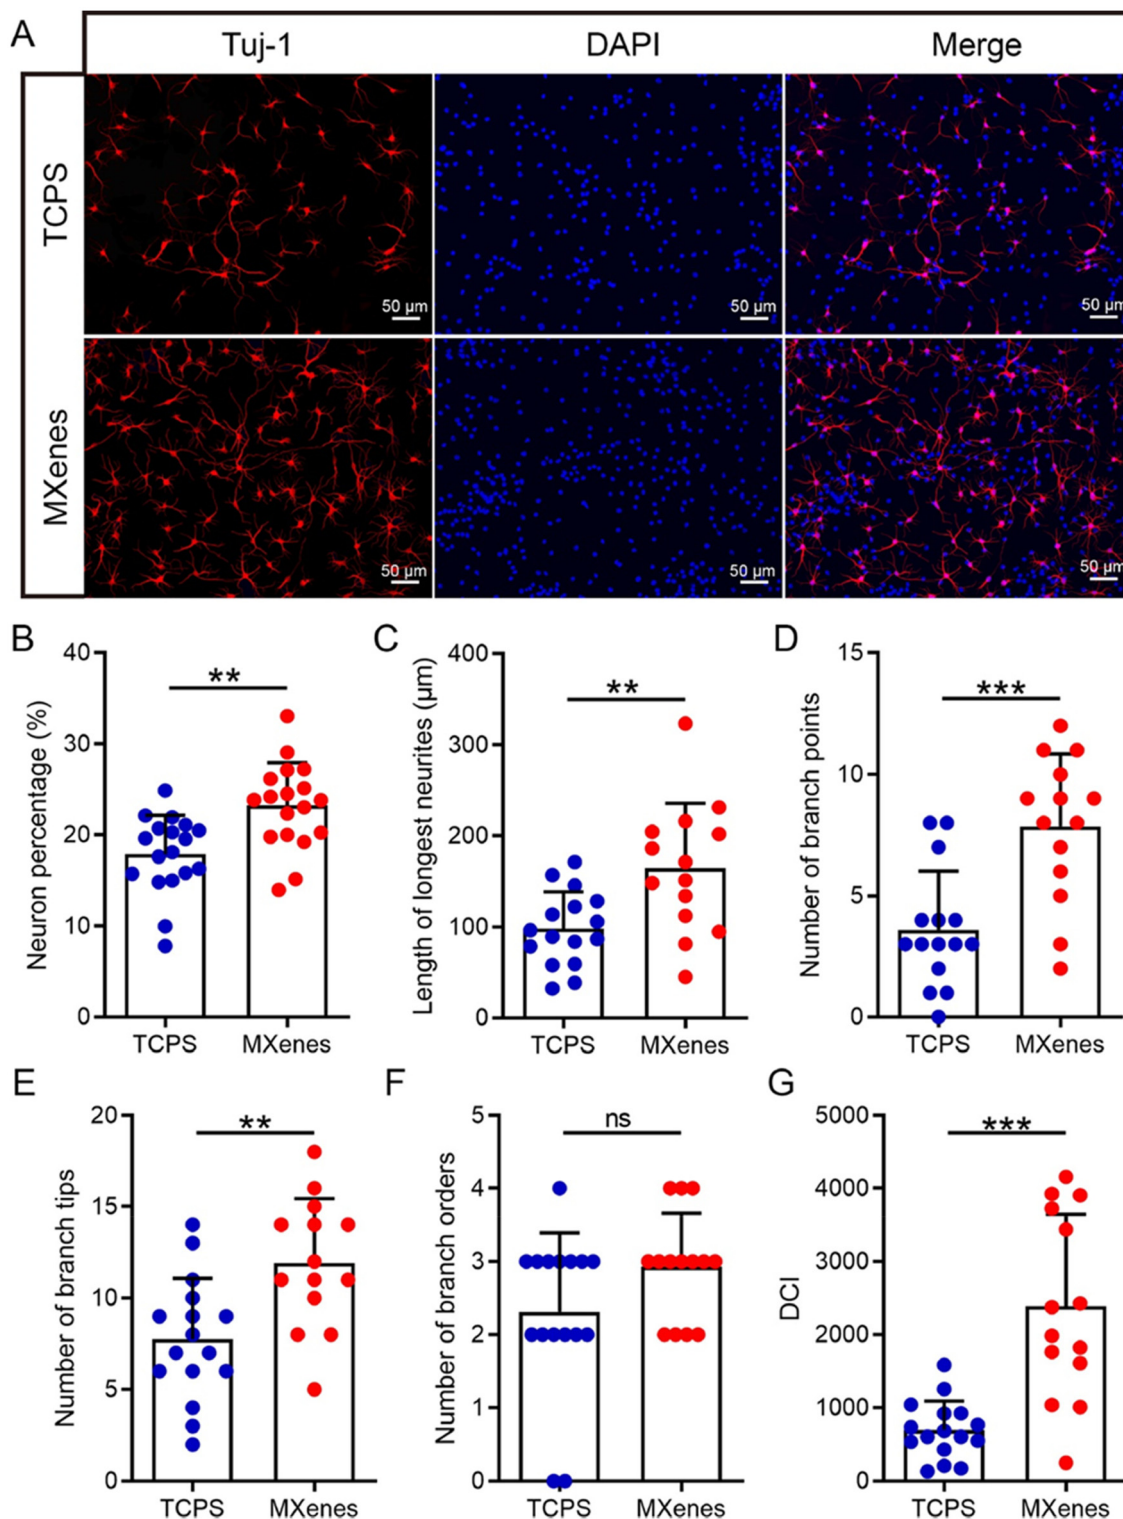 A
Tuj-1 DAPI Merge
TCPS
50 μm 50 μm 50 μm
MXenes
50 μm 50 μm 50 μm
B
Neuron percentage (%)
40
30
20
10
0
**
TCPS MXenes
C
Length of longest neurites (μm)
400
300
200
100
0
**
TCPS MXenes
D
Number of branch points
15
10
5
0
***
TCPS MXenes
E
Number of branch tips
20
15
10
5
0
**
TCPS MXenes
F
Number of branch orders
5
4
3
2
1
0
ns
TCPS MXenes
G
DCI
5000
4000
3000
2000
1000
0
***
TCPS MXenes